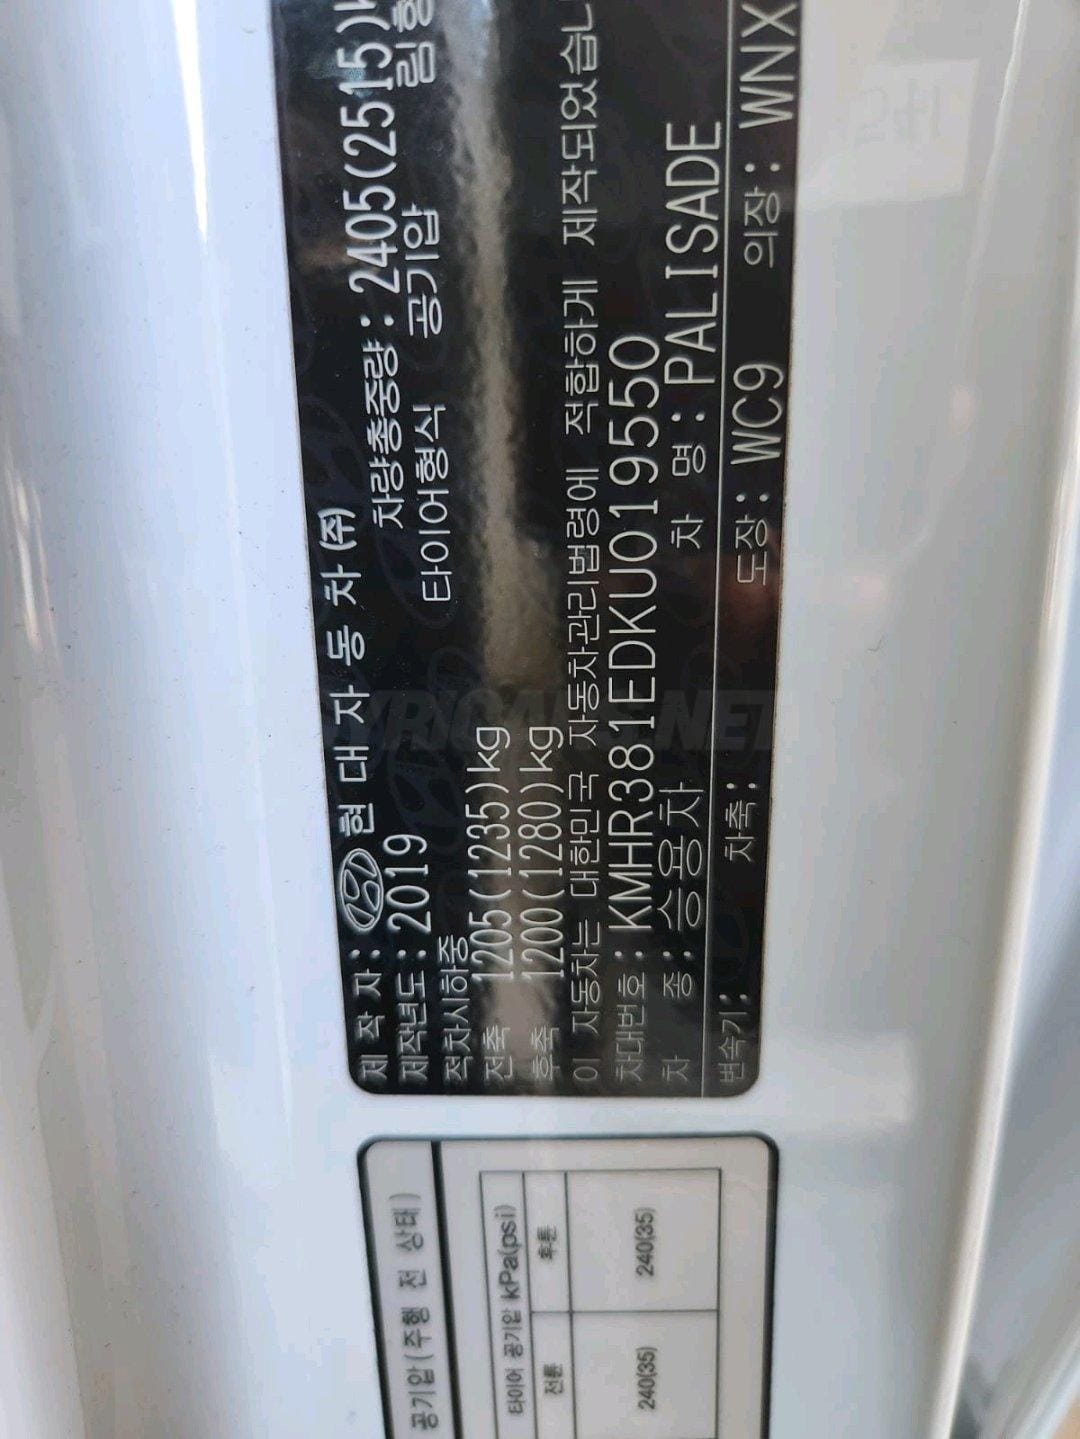 제 작 자 : HYUNDAI 현대자동차(주)
제작년도 : 2019 차량총중량 : 2405(2515)k
적차시하중 타이어형식 공기압 림형
전축 1205(1235)kg
후축 1200(1280)kg
이 자동차는 대한민국 자동차관리법령에 적합하게 제작되었습니
차대번호 : KMHR381EDKU019550
차 종 : 승용차 차 명 : PALISADE
변속기 : 차축 : 도장 : WC9 의장 : WNX
공기압(주행 전 상태)
타이어 공기압 kPa(psi)
전륜 후륜
240(35) 240(35)